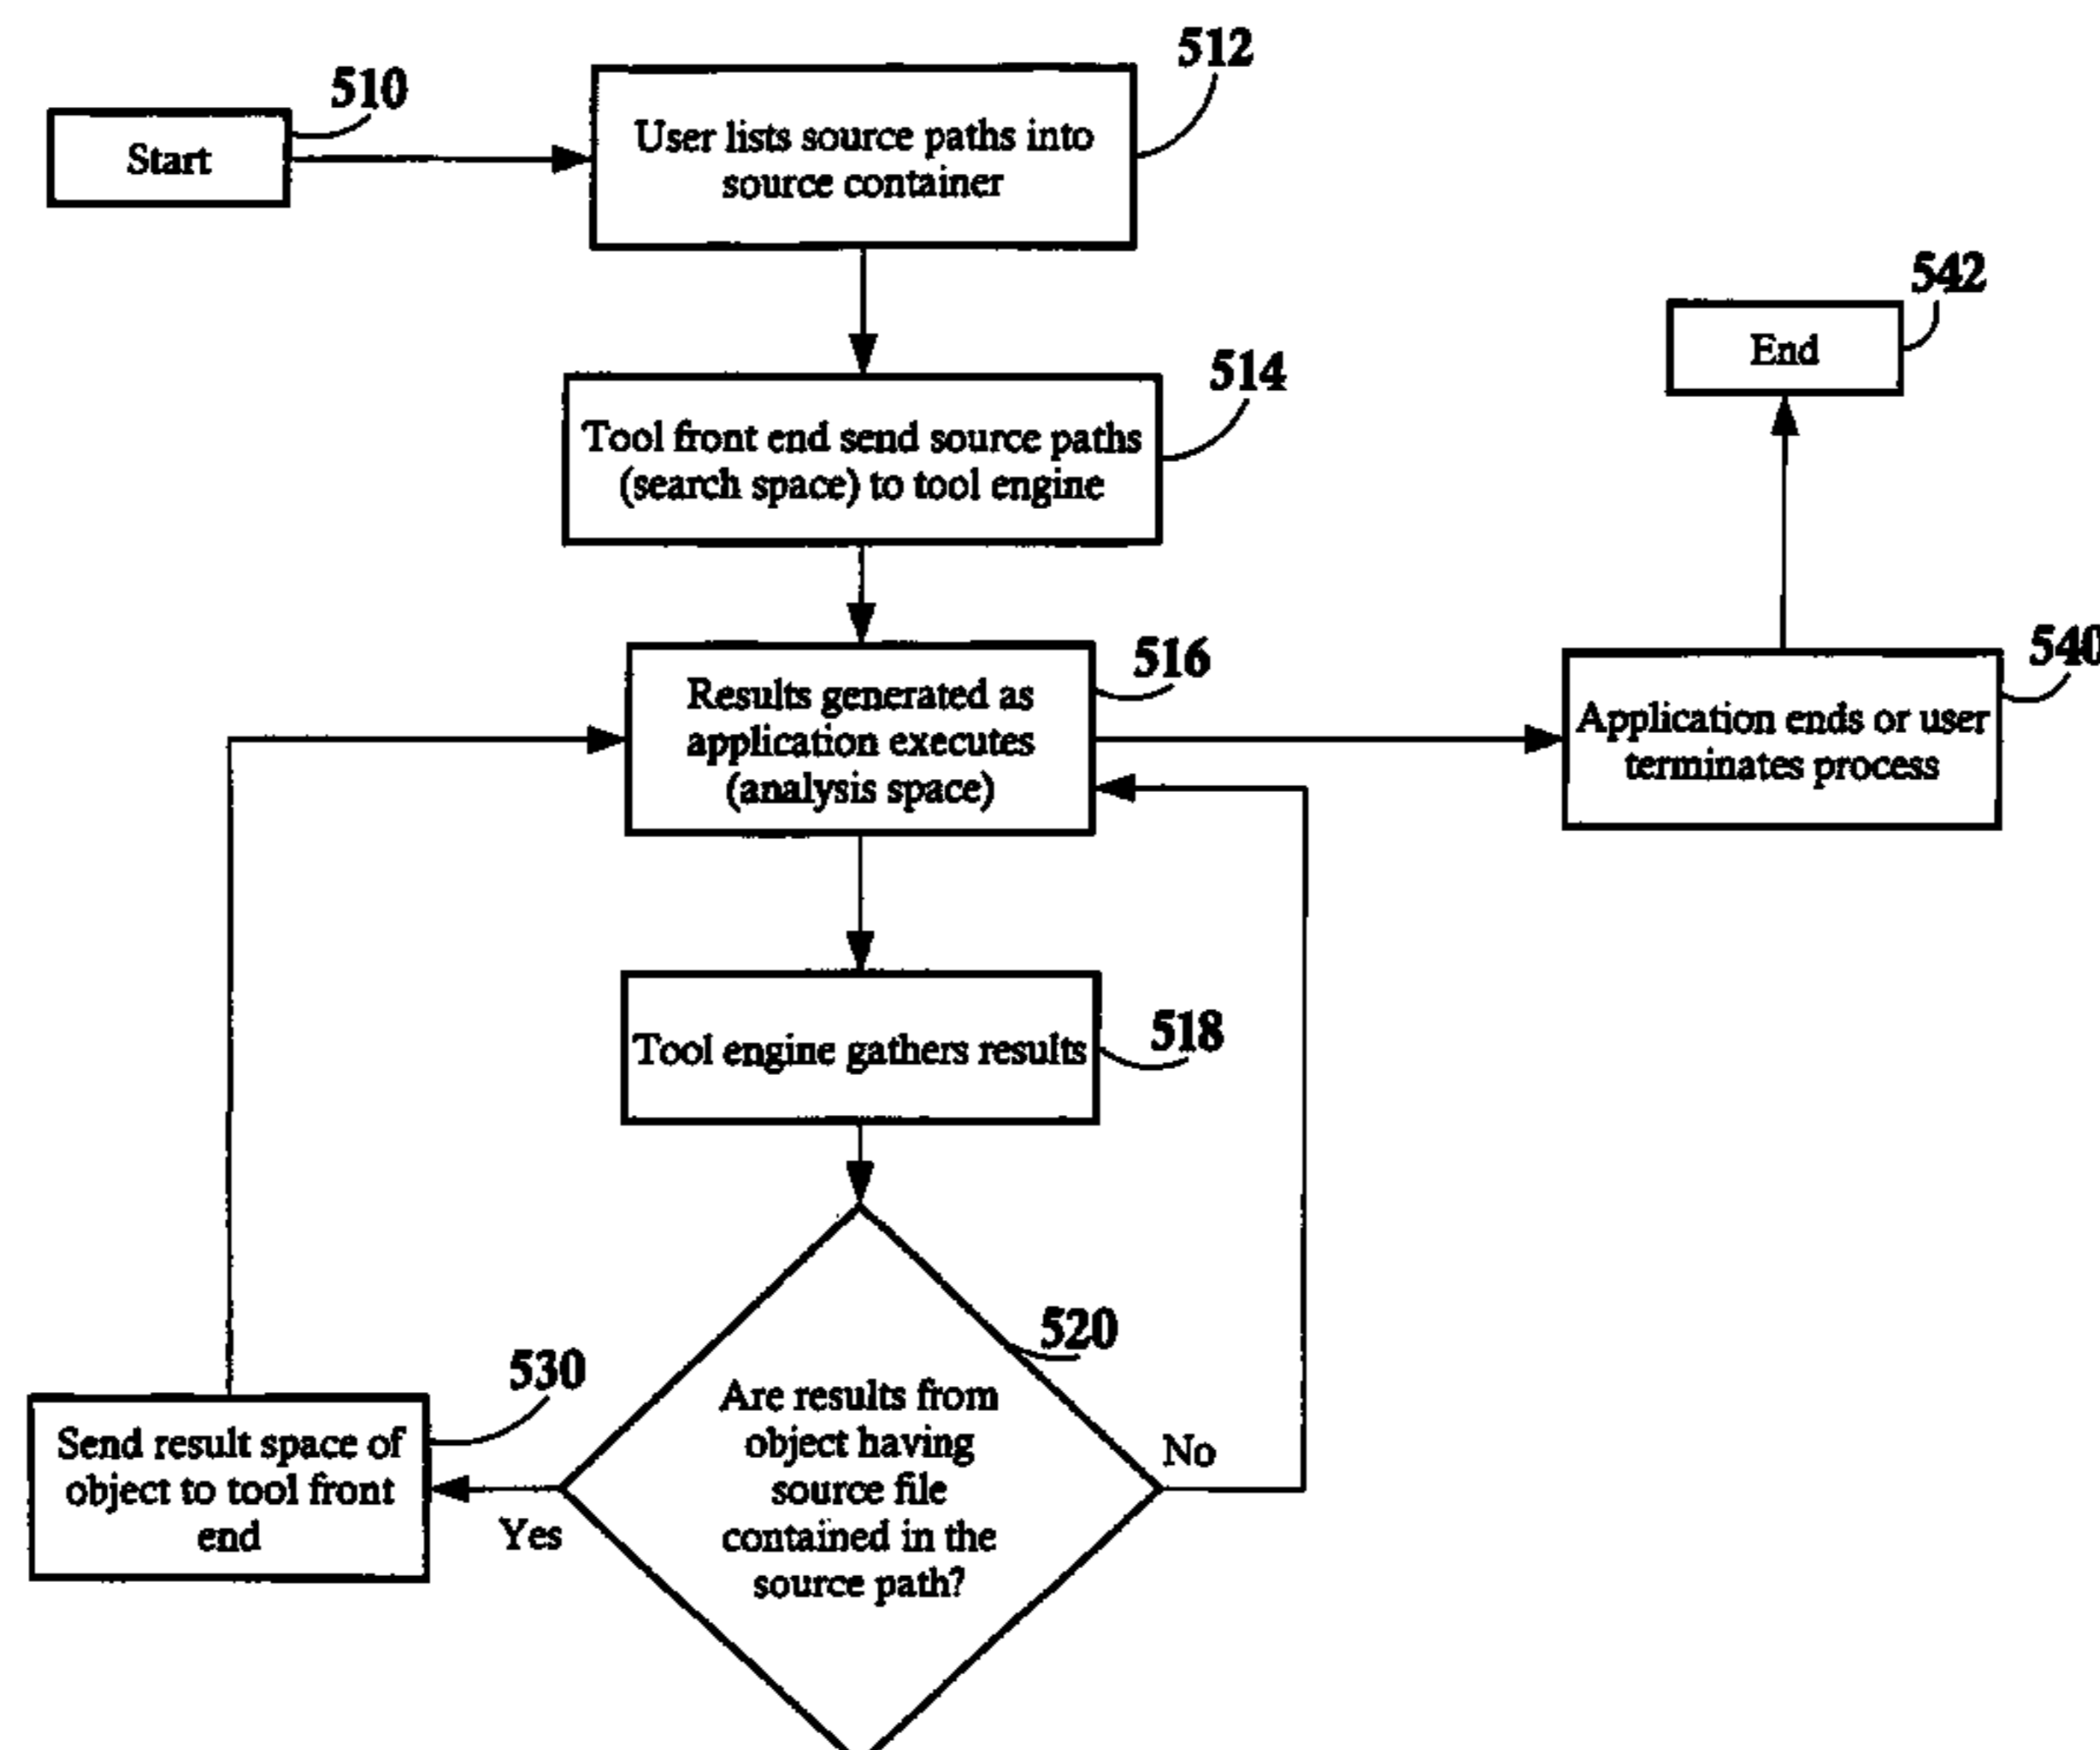 510
Start
512
User lists source paths into
source container
514
Tool front end send source paths
(search space) to tool engine
542
End
516
Results generated as
application executes
(analysis space)
540
Application ends or user
terminates process
518
Tool engine gathers results
520
Are results from
object having
source file
contained in the
source path?
No
Yes
530
Send result space of
object to tool front
end